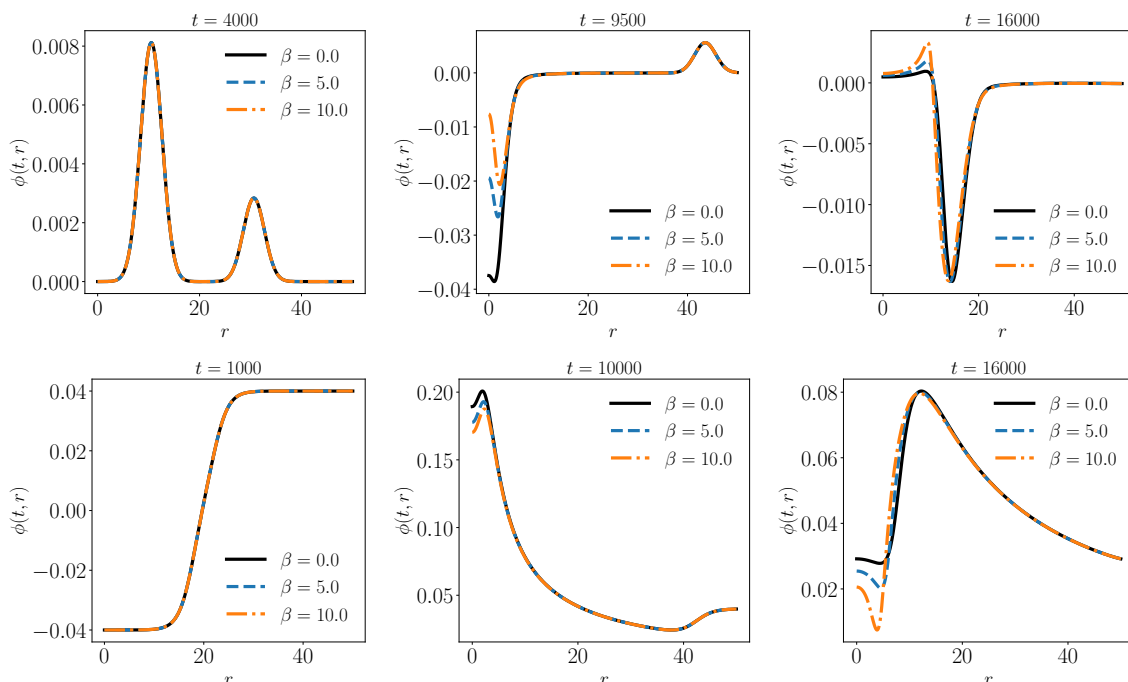 t = 4000
ϕ(t, r)
0.008
0.006
0.004
0.002
0.000
β = 0.0
β = 5.0
β = 10.0
0 20 40
r
t = 9500
ϕ(t, r)
0.00
−0.01
−0.02
−0.03
−0.04
β = 0.0
β = 5.0
β = 10.0
0 20 40
r
t = 16000
ϕ(t, r)
0.000
−0.005
−0.010
−0.015
β = 0.0
β = 5.0
β = 10.0
0 20 40
r
t = 1000
ϕ(t, r)
0.04
0.02
0.00
−0.02
−0.04
β = 0.0
β = 5.0
β = 10.0
0 20 40
r
t = 10000
ϕ(t, r)
0.20
0.15
0.10
0.05
β = 0.0
β = 5.0
β = 10.0
0 20 40
r
t = 16000
ϕ(t, r)
0.08
0.06
0.04
0.02
β = 0.0
β = 5.0
β = 10.0
0 20 40
r